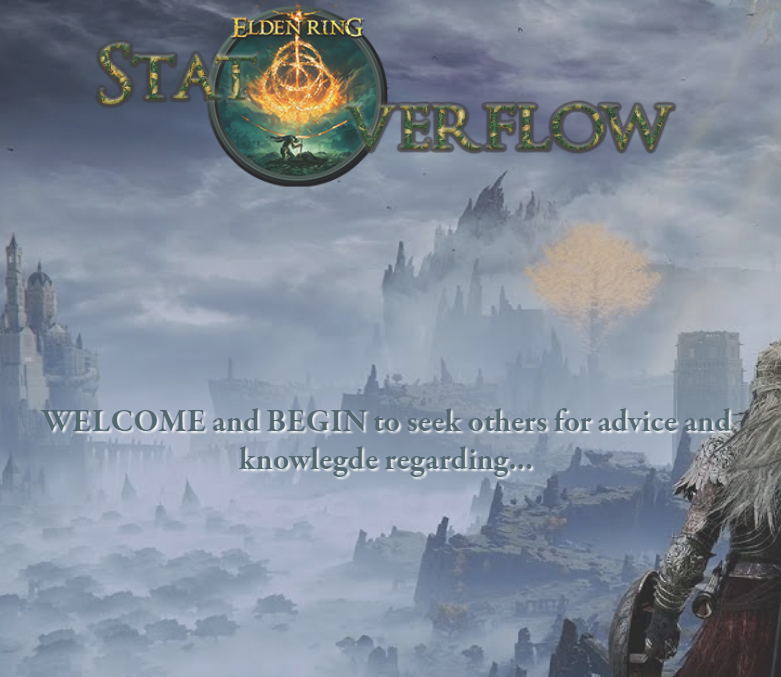 ELDEN RING
STAT
VERFLOW
WELCOME and BEGIN to seek others for advice and
knowlegde regarding...